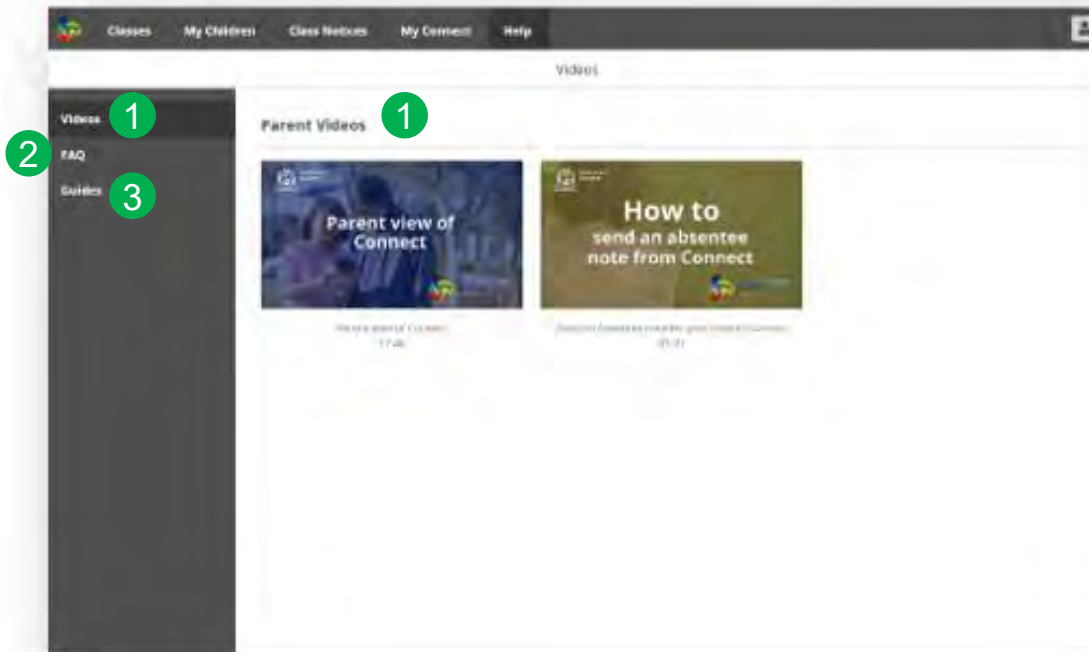 Classes My Children Class Notices My Connect Help
Videos
Videos 1
Parent Videos 1
2 FAQ
Guides 3
Parent view of
Connect
How to
send an absentee
note from Connect